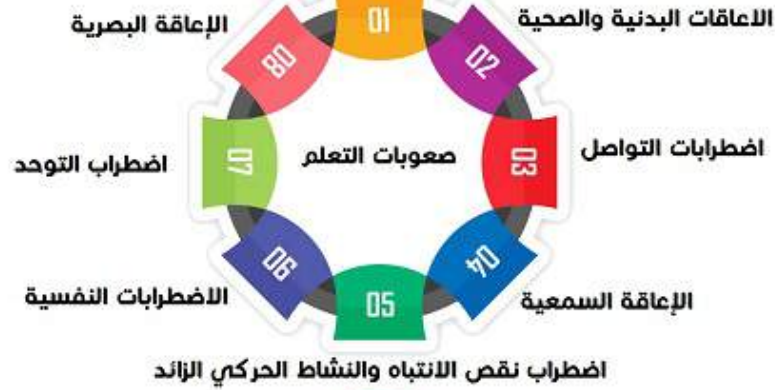 01
02
الاعاقات البدنية والصحية
03
اضطرابات التواصل
04
الإعاقة السمعية
05
اضطراب نقص الانتباه والنشاط الحركي الزائد
06
الاضطرابات النفسية
07
اضطراب التوحد
08
الإعاقة البصرية
صعوبات التعلم